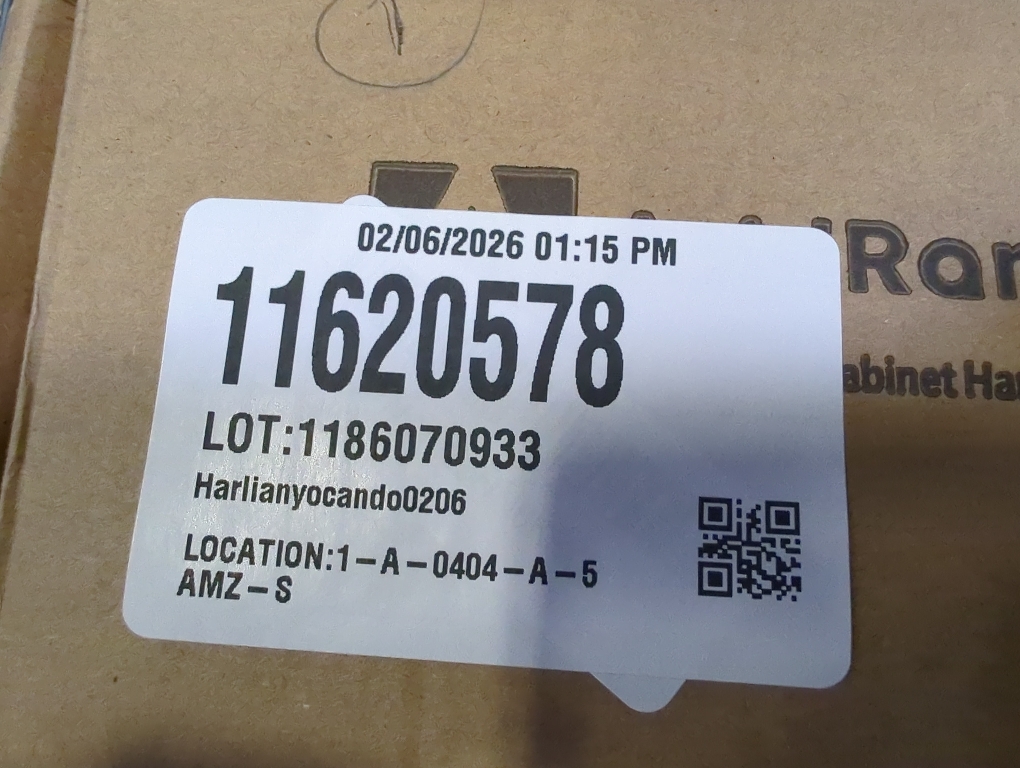 02/06/2026 01:15 PM
11620578
LOT:1186070933
Harlianyocando0206
LOCATION:1-A-0404-A-5
AMZ-S